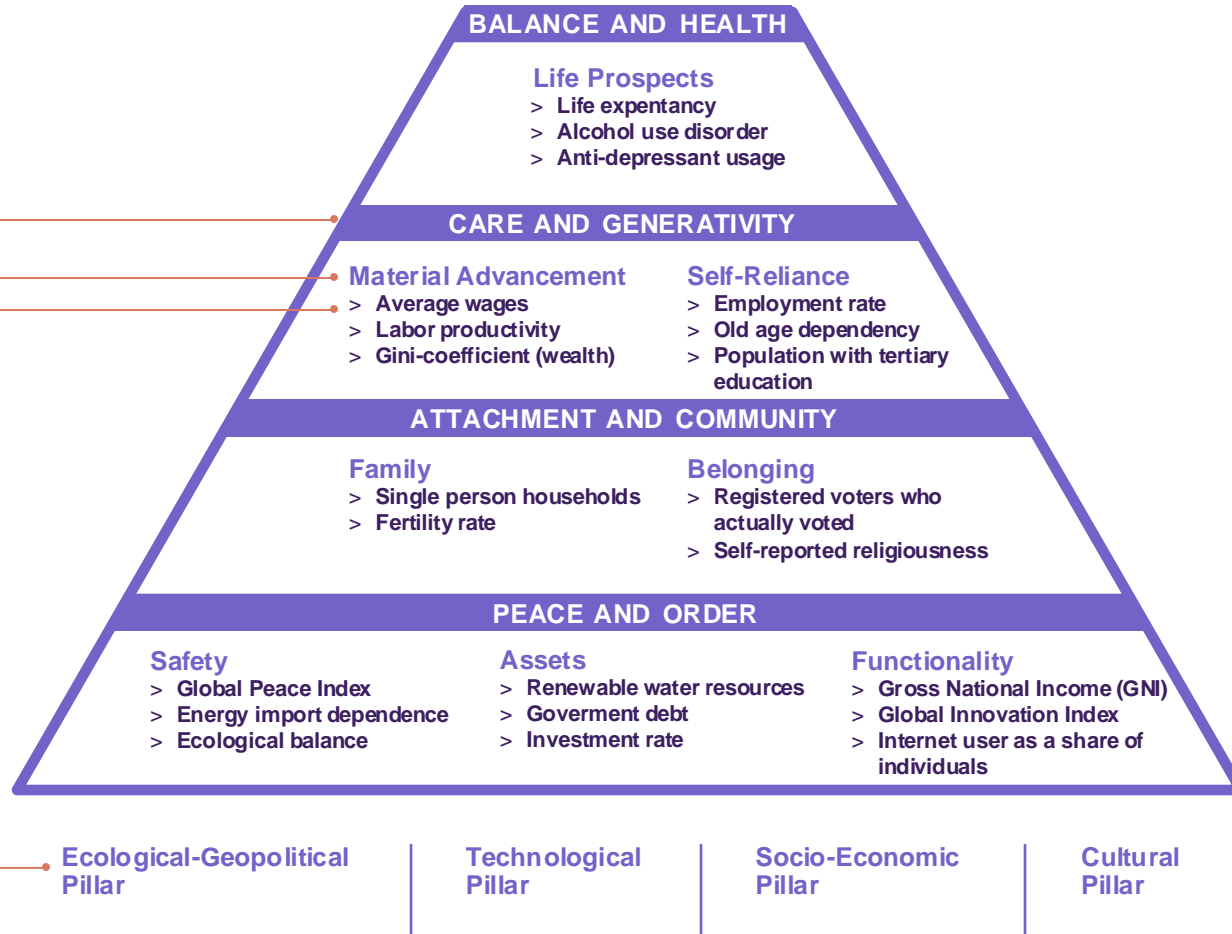 BALANCE AND HEALTH
Life Prospects
> Life expentancy
> Alcohol use disorder
> Anti-depressant usage
CARE AND GENERATIVITY
Material Advancement
> Average wages
> Labor productivity
> Gini-coefficient (wealth)
Self-Reliance
> Employment rate
> Old age dependency
> Population with tertiary
education
ATTACHMENT AND COMMUNITY
Family
> Single person households
> Fertility rate
Belonging
> Registered voters who
actually voted
> Self-reported religiousness
PEACE AND ORDER
Safety
> Global Peace Index
> Energy import dependence
> Ecological balance
Assets
> Renewable water resources
> Goverment debt
> Investment rate
Functionality
> Gross National Income (GNI)
> Global Innovation Index
> Internet user as a share of
individuals
Ecological-Geopolitical
Pillar
Technological
Pillar
Socio-Economic
Pillar
Cultural
Pillar